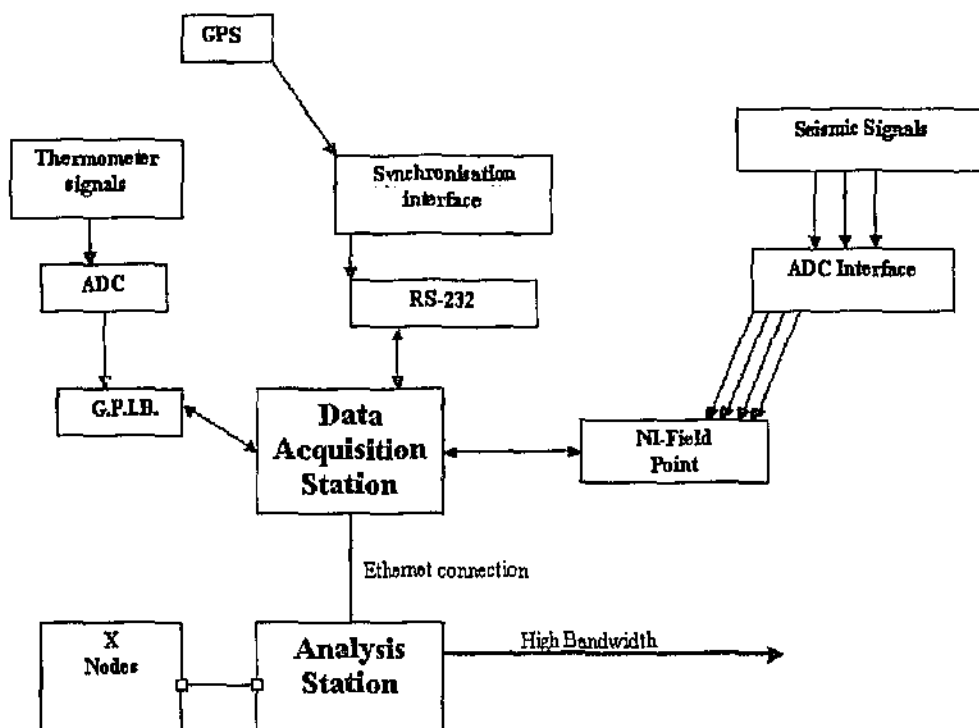 GPS
Seismic Signals
Thermometer
signals
Synchronisation
interface
ADC
ADC Interface
RS-232
G.P.I.B.
Data
Acquisition
Station
NI-Field
Point
Ethernet connection
X
Nodes
Analysis
Station
High Bandwidth